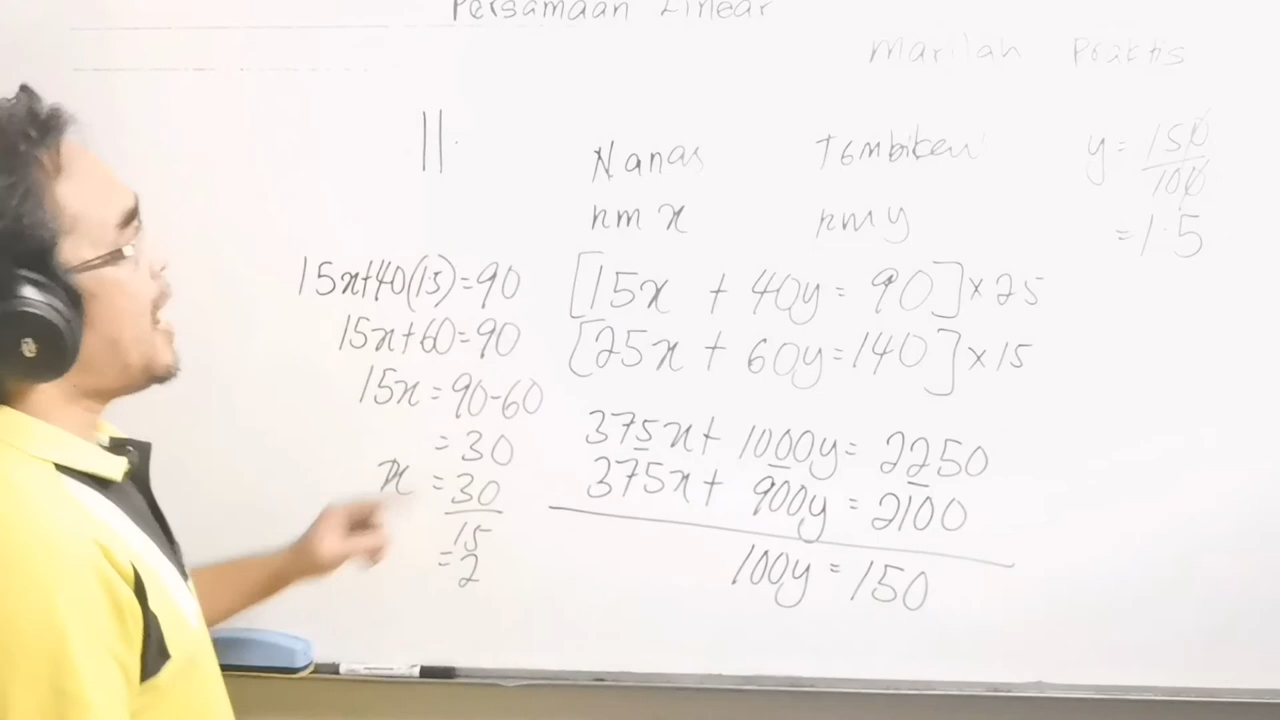 Persamaan Linear
Marilah Praktis
11.
Nanas Tembikai
nm x nm y
[15x + 40y = 90] × 25
[25x + 60y = 140] × 15
375x + 1000y = 2250
375x + 900y = 2100
100y = 150
y = 150/100
= 1.5
15x+40(1.5)=90
15x+60=90
15x = 90-60
= 30
x = 30
15
= 2